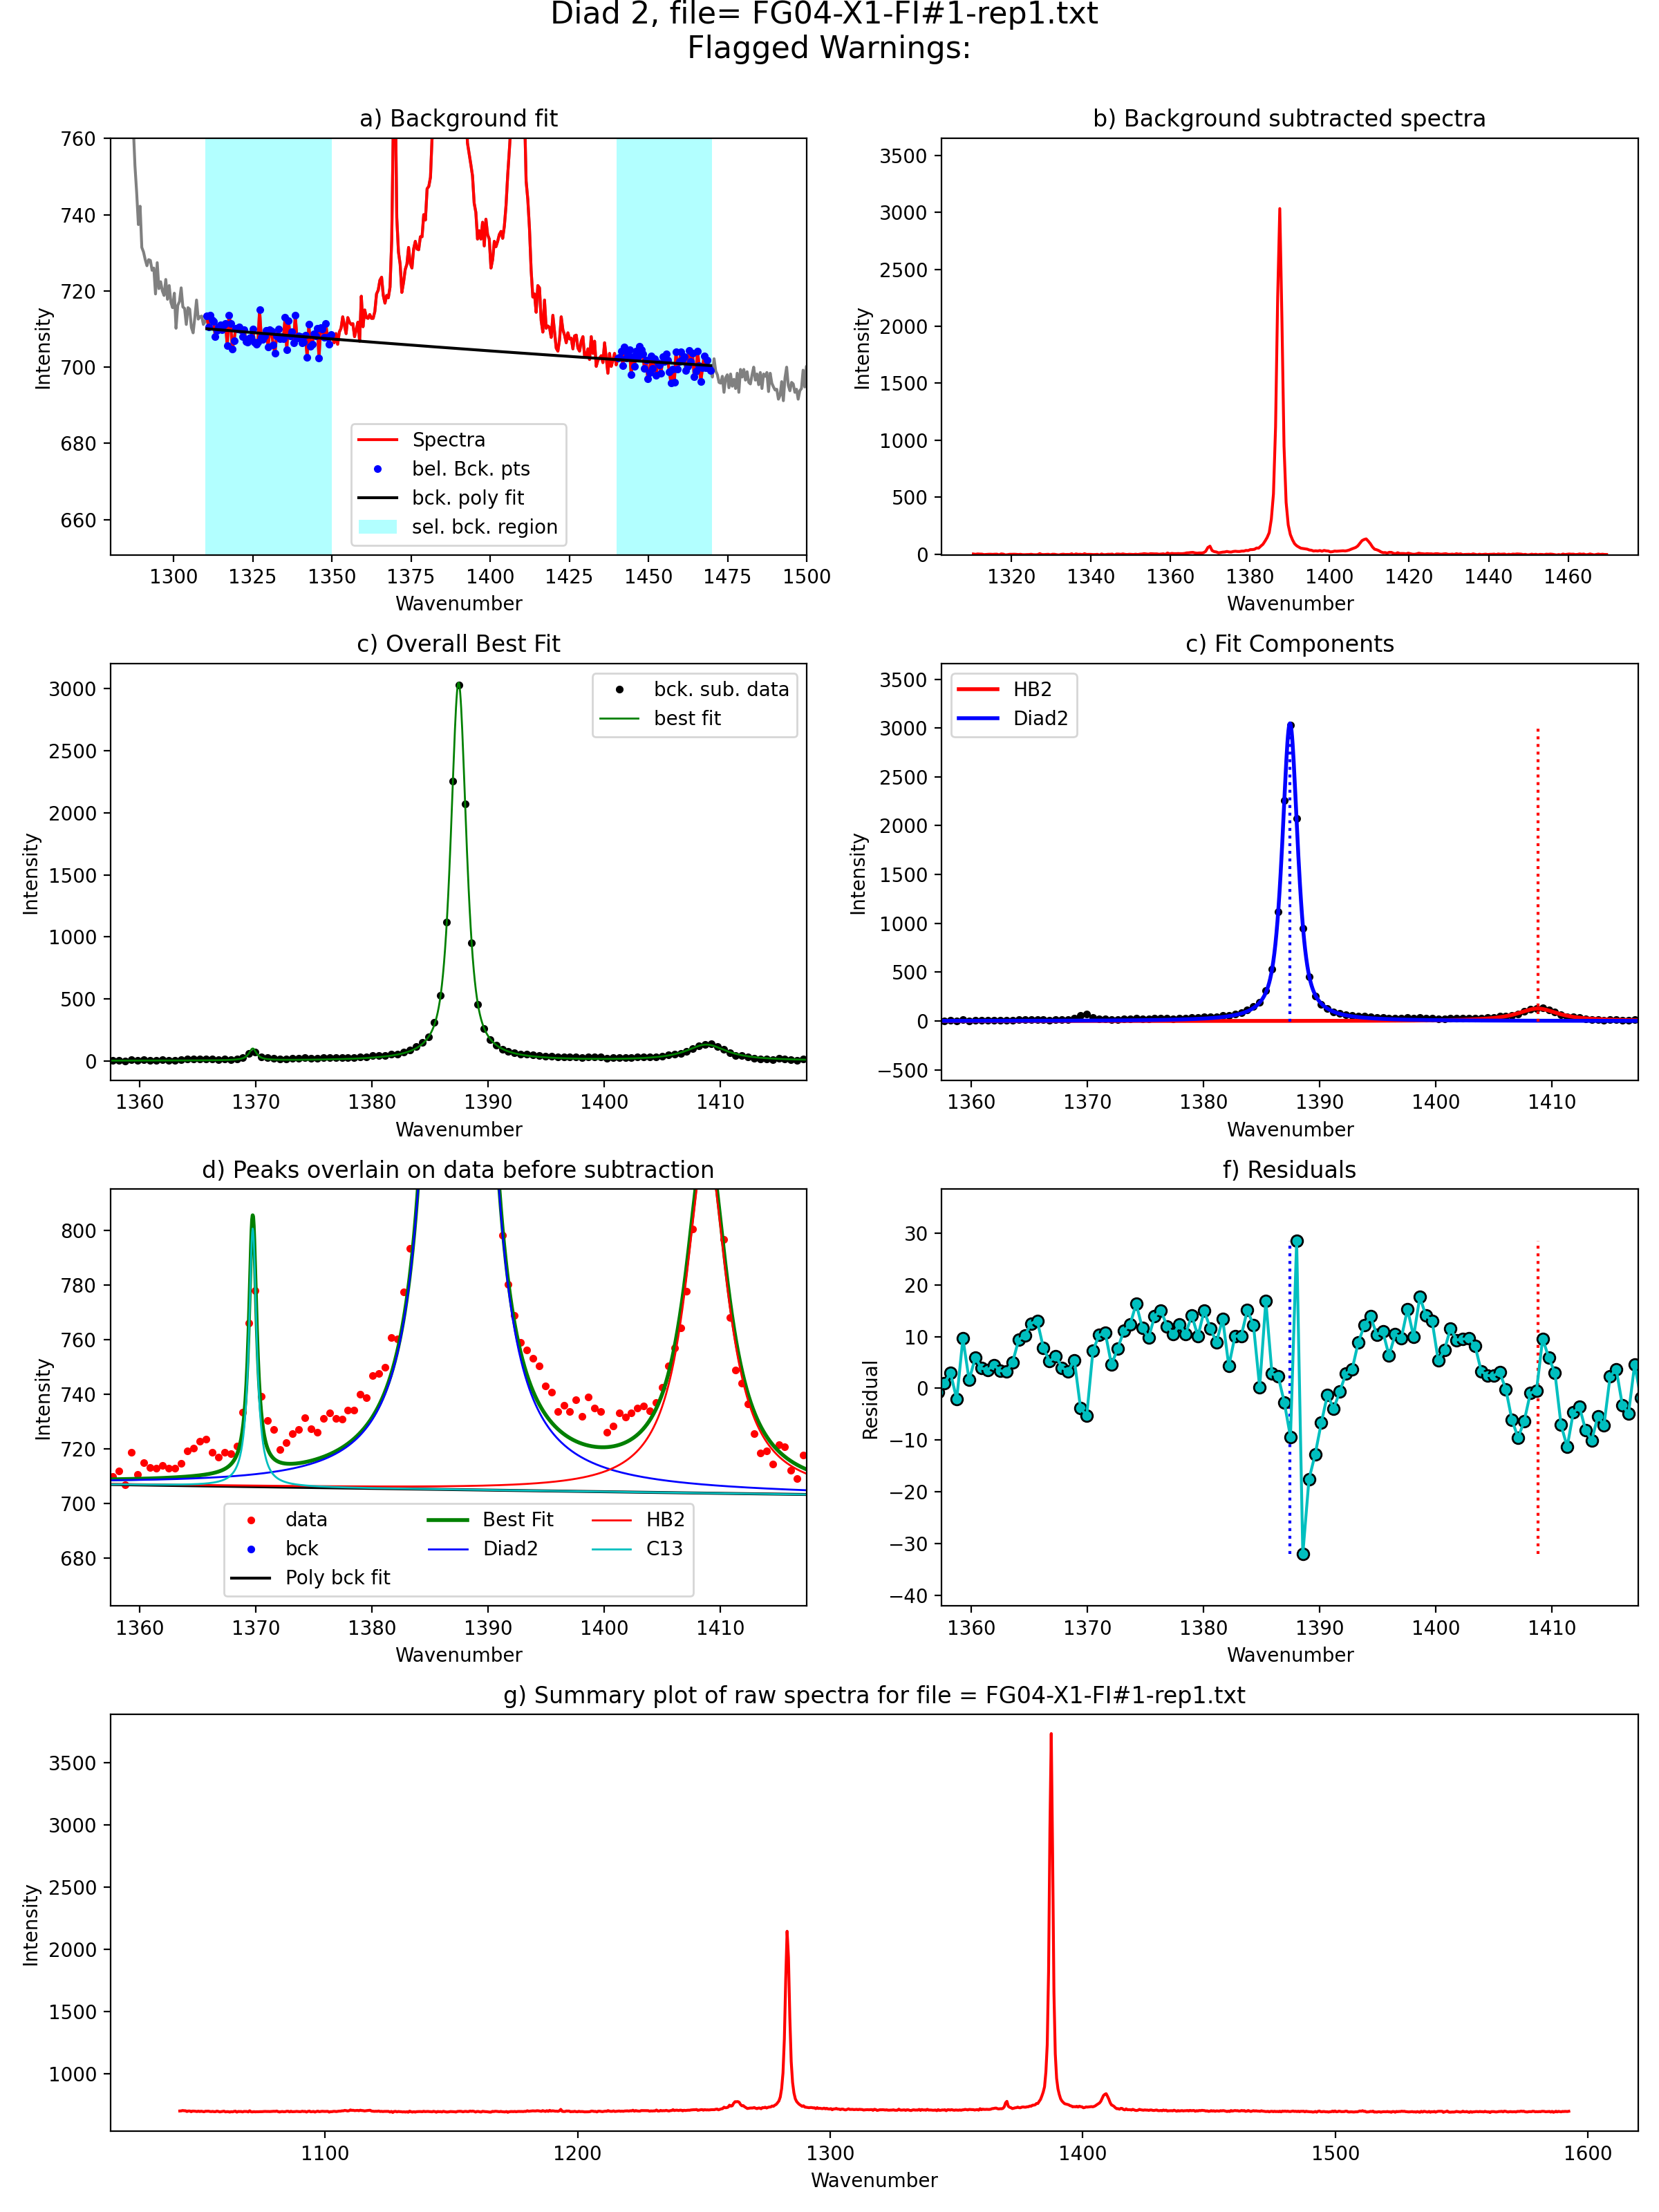 Diad 2, file= FG04-X1-FI#1-rep1.txt
Flagged Warnings:
a) Background fit
760
740
720
700
680
660
Intensity
Spectra
bel. Bck. pts
bck. poly fit
sel. bck. region
1300 1325 1350 1375 1400 1425 1450 1475 1500
Wavenumber
b) Background subtracted spectra
3500
3000
2500
2000
1500
1000
500
0
Intensity
1320 1340 1360 1380 1400 1420 1440 1460
Wavenumber
c) Overall Best Fit
3000
2500
2000
1500
1000
500
0
Intensity
bck. sub. data
best fit
1360 1370 1380 1390 1400 1410
Wavenumber
c) Fit Components
3500
3000
2500
2000
1500
1000
500
0
−500
Intensity
HB2
Diad2
1360 1370 1380 1390 1400 1410
Wavenumber
d) Peaks overlain on data before subtraction
800
780
760
740
720
700
680
Intensity
data
bck
Poly bck fit
Best Fit
Diad2
HB2
C13
1360 1370 1380 1390 1400 1410
Wavenumber
f) Residuals
30
20
10
0
−10
−20
−30
−40
Residual
1360 1370 1380 1390 1400 1410
Wavenumber
g) Summary plot of raw spectra for file = FG04-X1-FI#1-rep1.txt
3500
3000
2500
2000
1500
1000
Intensity
1100 1200 1300 1400 1500 1600
Wavenumber